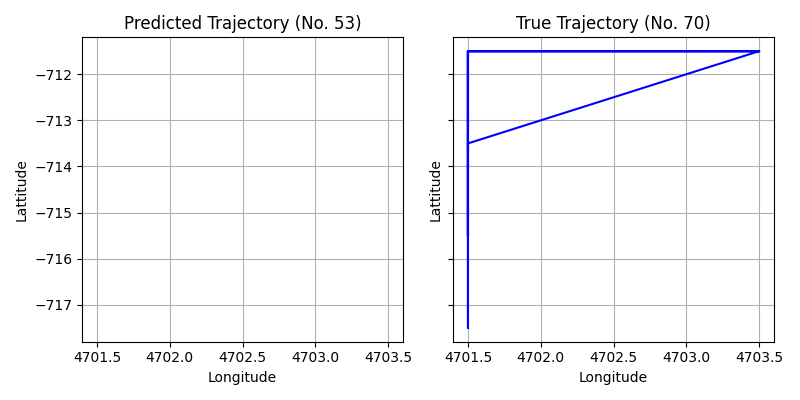 Predicted Trajectory (No. 53)
True Trajectory (No. 70)
Lattitude
−712
−713
−714
−715
−716
−717
4701.5 4702.0 4702.5 4703.0 4703.5
Longitude
Lattitude
4701.5 4702.0 4702.5 4703.0 4703.5
Longitude